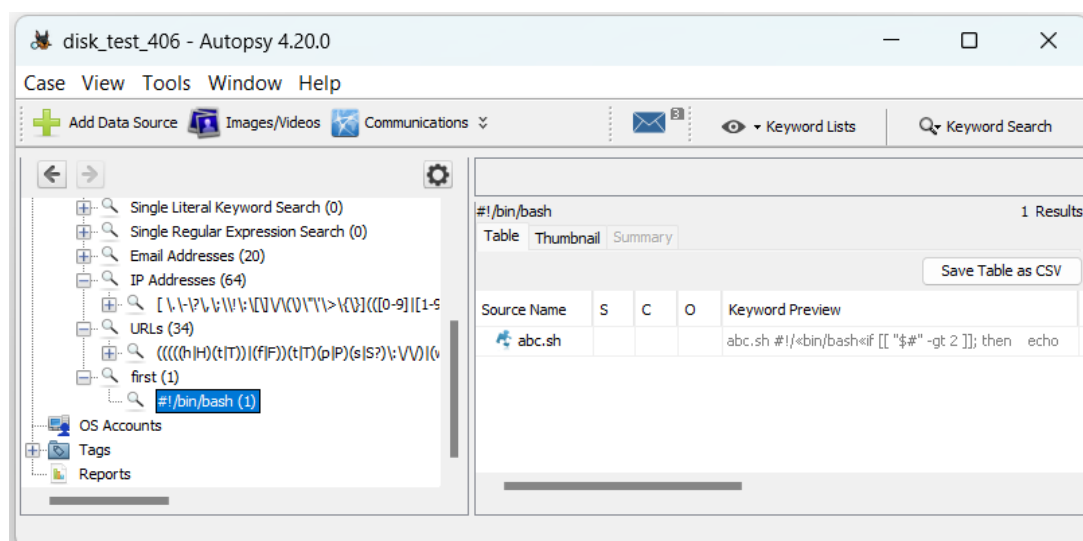 disk_test_406 - Autopsy 4.20.0
Case View Tools Window Help
Add Data Source Images/Videos Communications 3 Keyword Lists Keyword Search
Single Literal Keyword Search (0)
Single Regular Expression Search (0)
Email Addresses (20)
IP Addresses (64)
URLs (34)
first (1)
#!/bin/bash (1)
OS Accounts
Tags
Reports
#!/bin/bash 1 Results
Table Thumbnail Summary
Save Table as CSV
Source Name S C O Keyword Preview
abc.sh abc.sh #!/«bin/bash«if [[ "$#" -gt 2 ]]; then echo